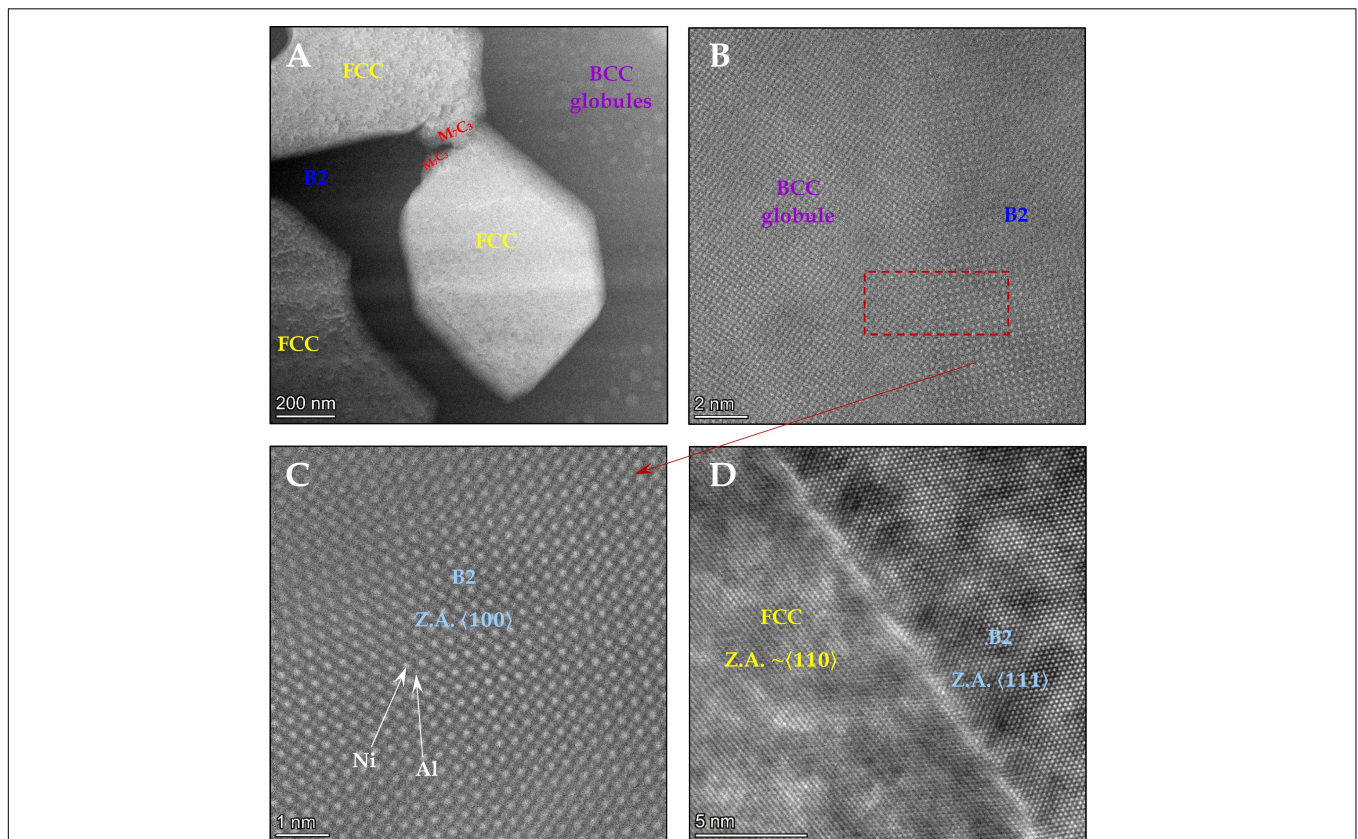 A
FCC
BCC
globules
M₇C₃
M₇C₃
B2
FCC
FCC
200 nm
B
BCC
globule
B2
2 nm
C
B2
Z.A. ⟨100⟩
Ni
Al
1 nm
D
FCC
Z.A. ~⟨110⟩
B2
Z.A. ⟨111⟩
5 nm